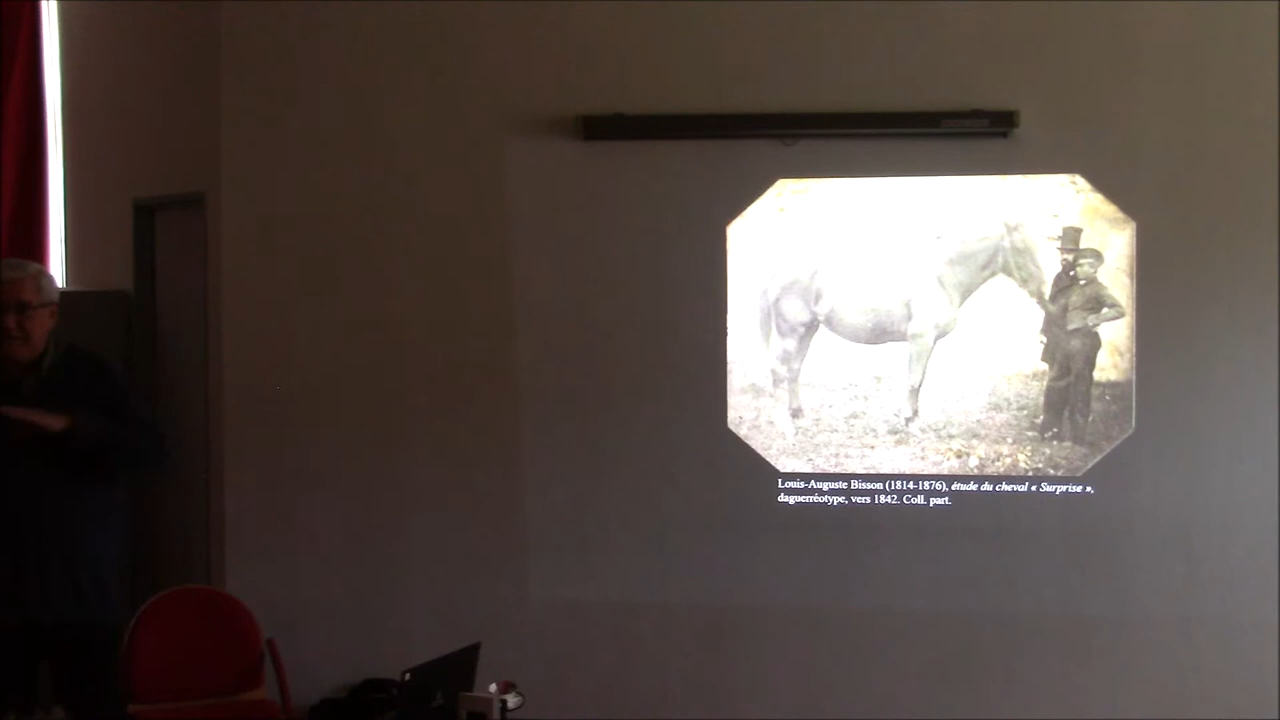 Louis-Auguste Bisson (1814-1876), étude du cheval « Surprise »,
daguerréotype, vers 1842. Coll. part.